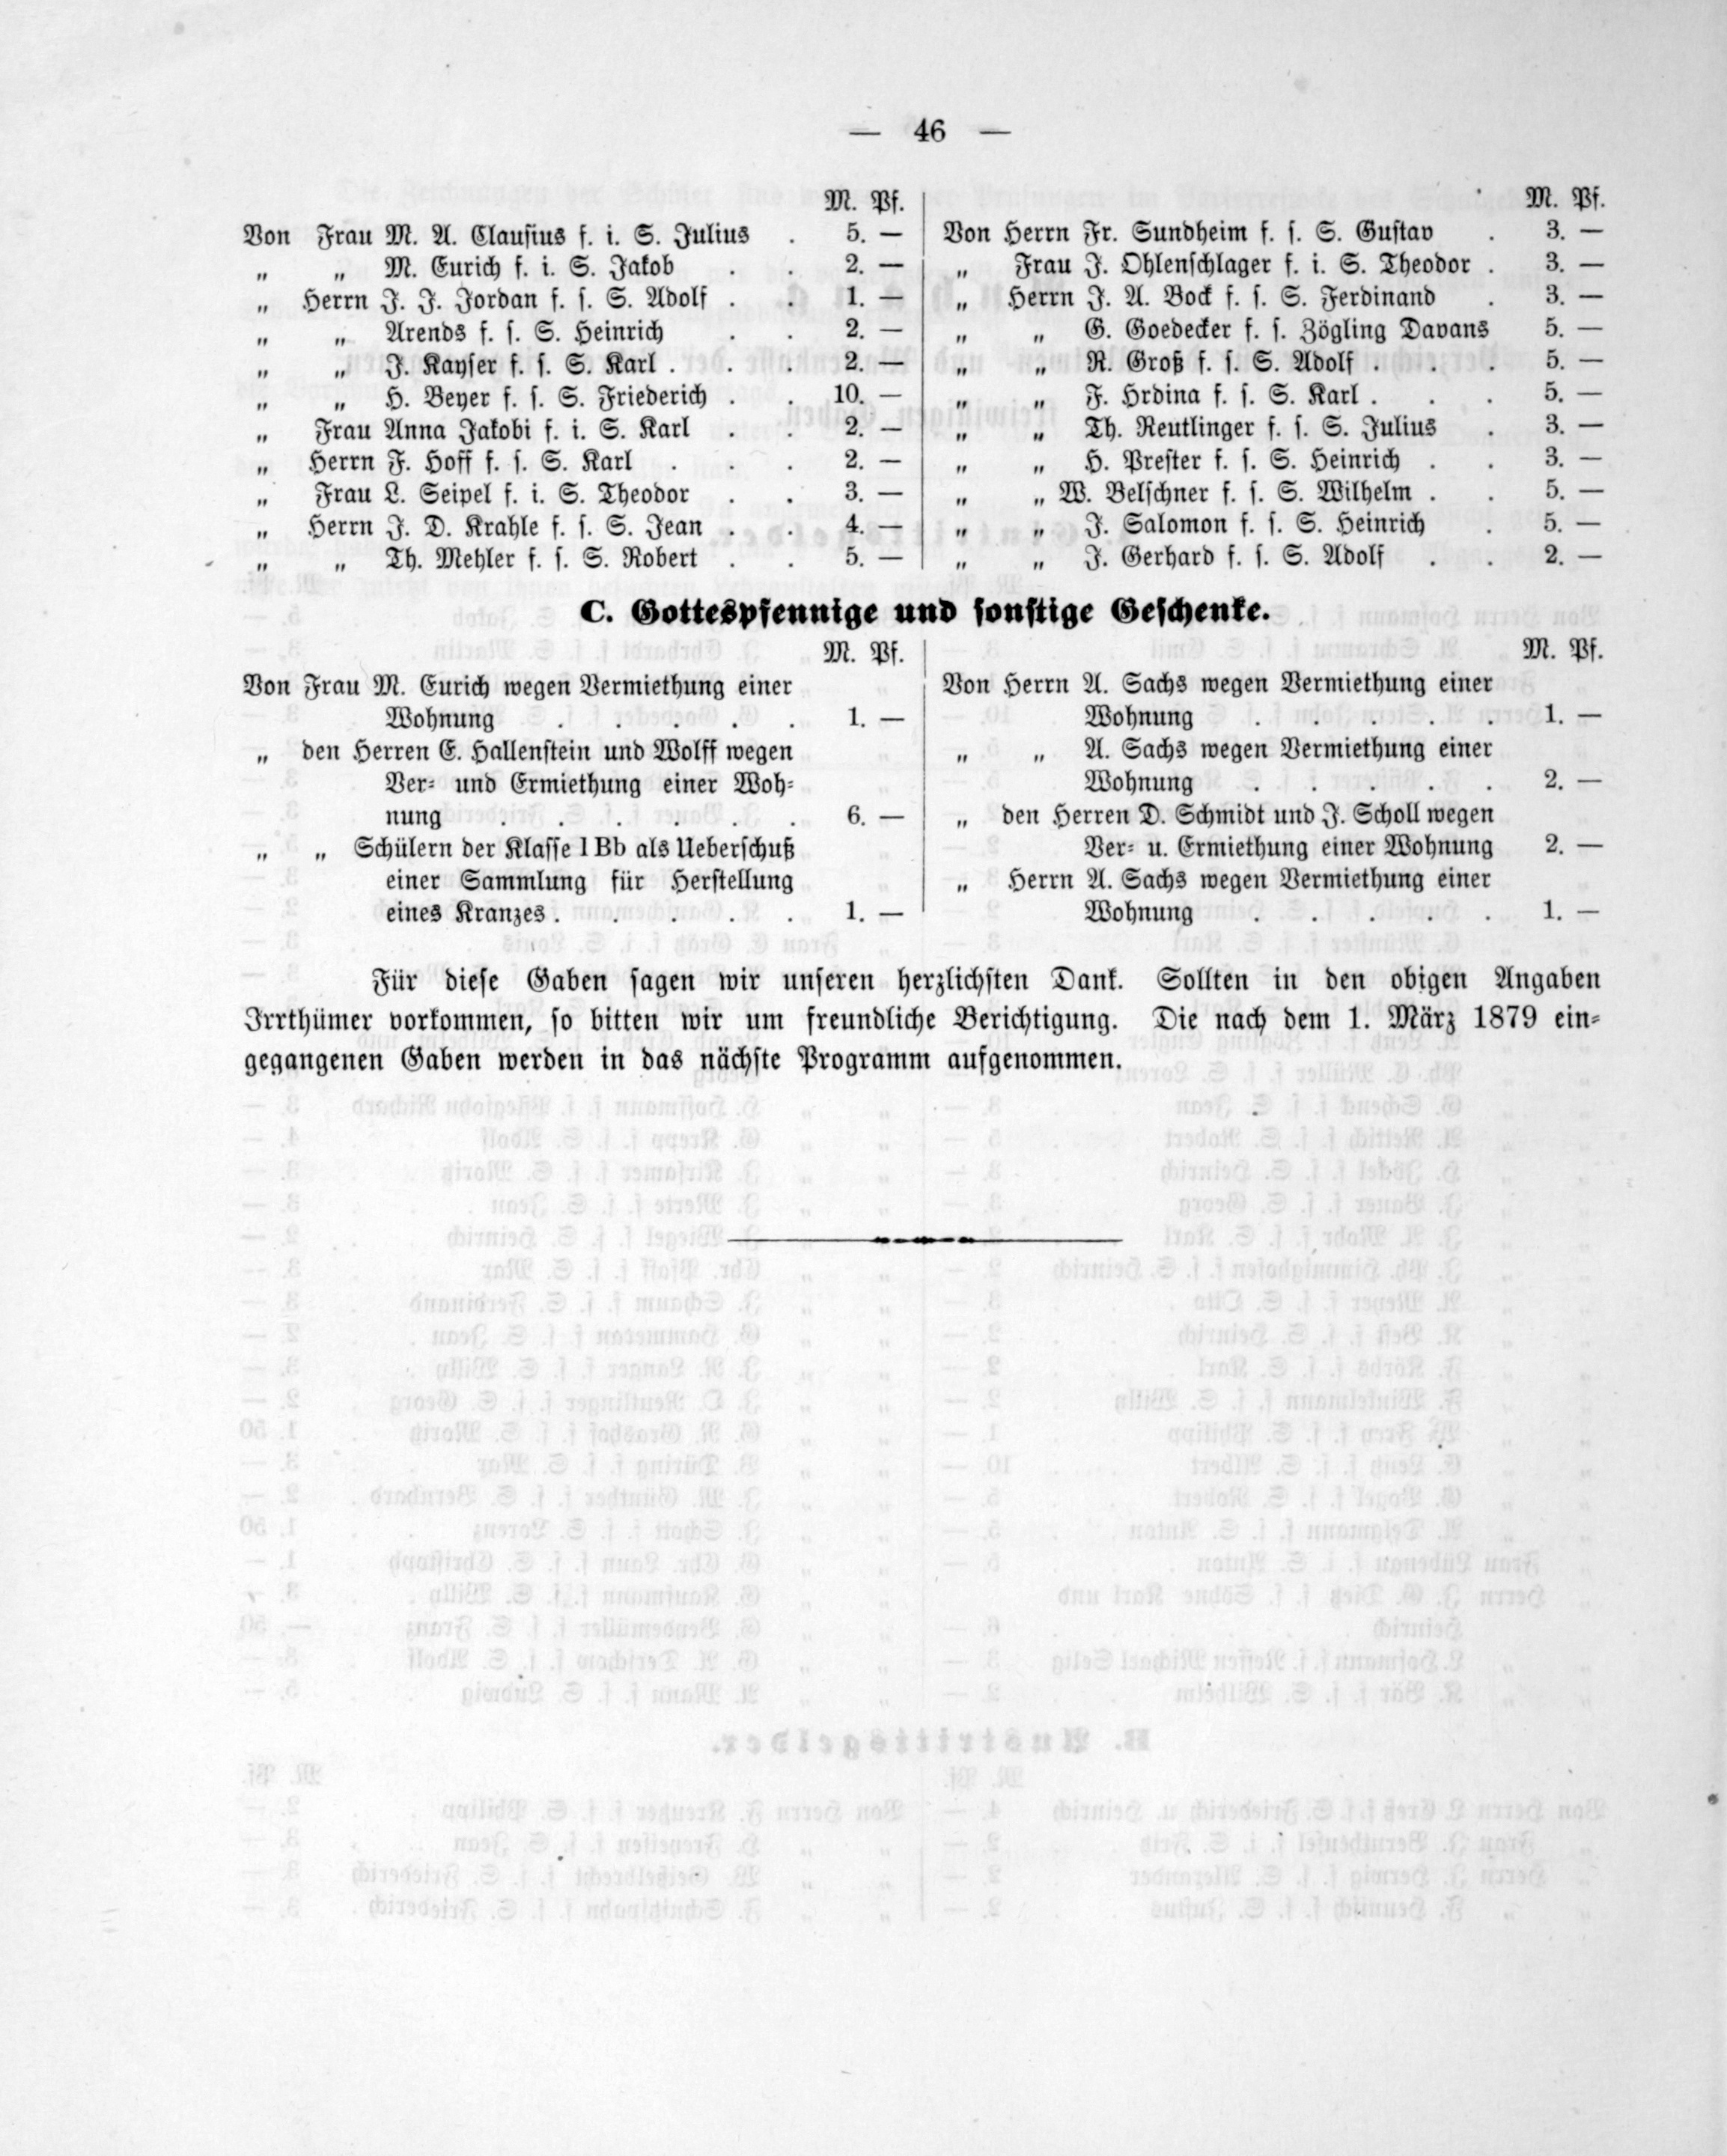 — 46 —
M. Pf.
Von Frau M. A. Clausius f. i. S. Julius . 5. —
„ „ M. Eurich f. i. S. Jakob . . 2. —
„ Herrn J. J. Jordan f. s. S. Adolf . . 1. —
„ „ Arends f. s. S. Heinrich . . 2. —
„ „ J. Kayser f. s. S. Karl . . . 2. —
„ „ H. Beyer f. s. S. Friederich . . 10. —
„ Frau Anna Jakobi f. i. S. Karl . . 2. —
„ Herrn F. Hoff f. s. S. Karl . . . 2. —
„ Frau L. Seipel f. i. S. Theodor . . 3. —
„ Herrn J. D. Krahle f. s. S. Jean . . 4. —
„ „ Th. Mehler f. s. S. Robert . . 5. —
M. Pf.
Von Herrn Fr. Sundheim f. s. S. Gustav . 3. —
„ Frau J. Ohlenschlager f. i. S. Theodor . 3. —
„ Herrn J. A. Bock f. s. S. Ferdinand . 3. —
„ „ G. Goedecker f. s. Zögling Davans 5. —
„ „ R. Groß f. s. S. Adolf . . . 5. —
„ „ F. Hrdina f. s. S. Karl . . . 5. —
„ „ Th. Reutlinger f. s. S. Julius . 3. —
„ „ H. Prester f. s. S. Heinrich . . 3. —
„ „ W. Belschner f. s. S. Wilhelm . . 5. —
„ „ J. Salomon f. s. S. Heinrich . 5. —
„ „ J. Gerhard f. s. S. Adolf . . 2. —
C. Gottespfennige und sonstige Geschenke.
M. Pf.
Von Frau M. Eurich wegen Vermiethung einer
Wohnung . . . . . 1. —
„ den Herren E. Hallenstein und Wolff wegen
Ver- und Ermiethung einer Woh-
nung . . . . . . 6. —
„ „ Schülern der Klasse 1 Bb als Ueberschuß
einer Sammlung für Herstellung
eines Kranzes . . . . . 1. —
M. Pf.
Von Herrn A. Sachs wegen Vermiethung einer
Wohnung . . . . . 1. —
„ „ A. Sachs wegen Vermiethung einer
Wohnung . . . . . 2. —
„ den Herren D. Schmidt und J. Scholl wegen
Ver- u. Ermiethung einer Wohnung 2. —
„ Herrn A. Sachs wegen Vermiethung einer
Wohnung . . . . . 1. —
Für diese Gaben sagen wir unseren herzlichsten Dank. Sollten in den obigen Angaben
Irrthümer vorkommen, so bitten wir um freundliche Berichtigung. Die nach dem 1. März 1879 ein-
gegangenen Gaben werden in das nächste Programm aufgenommen.